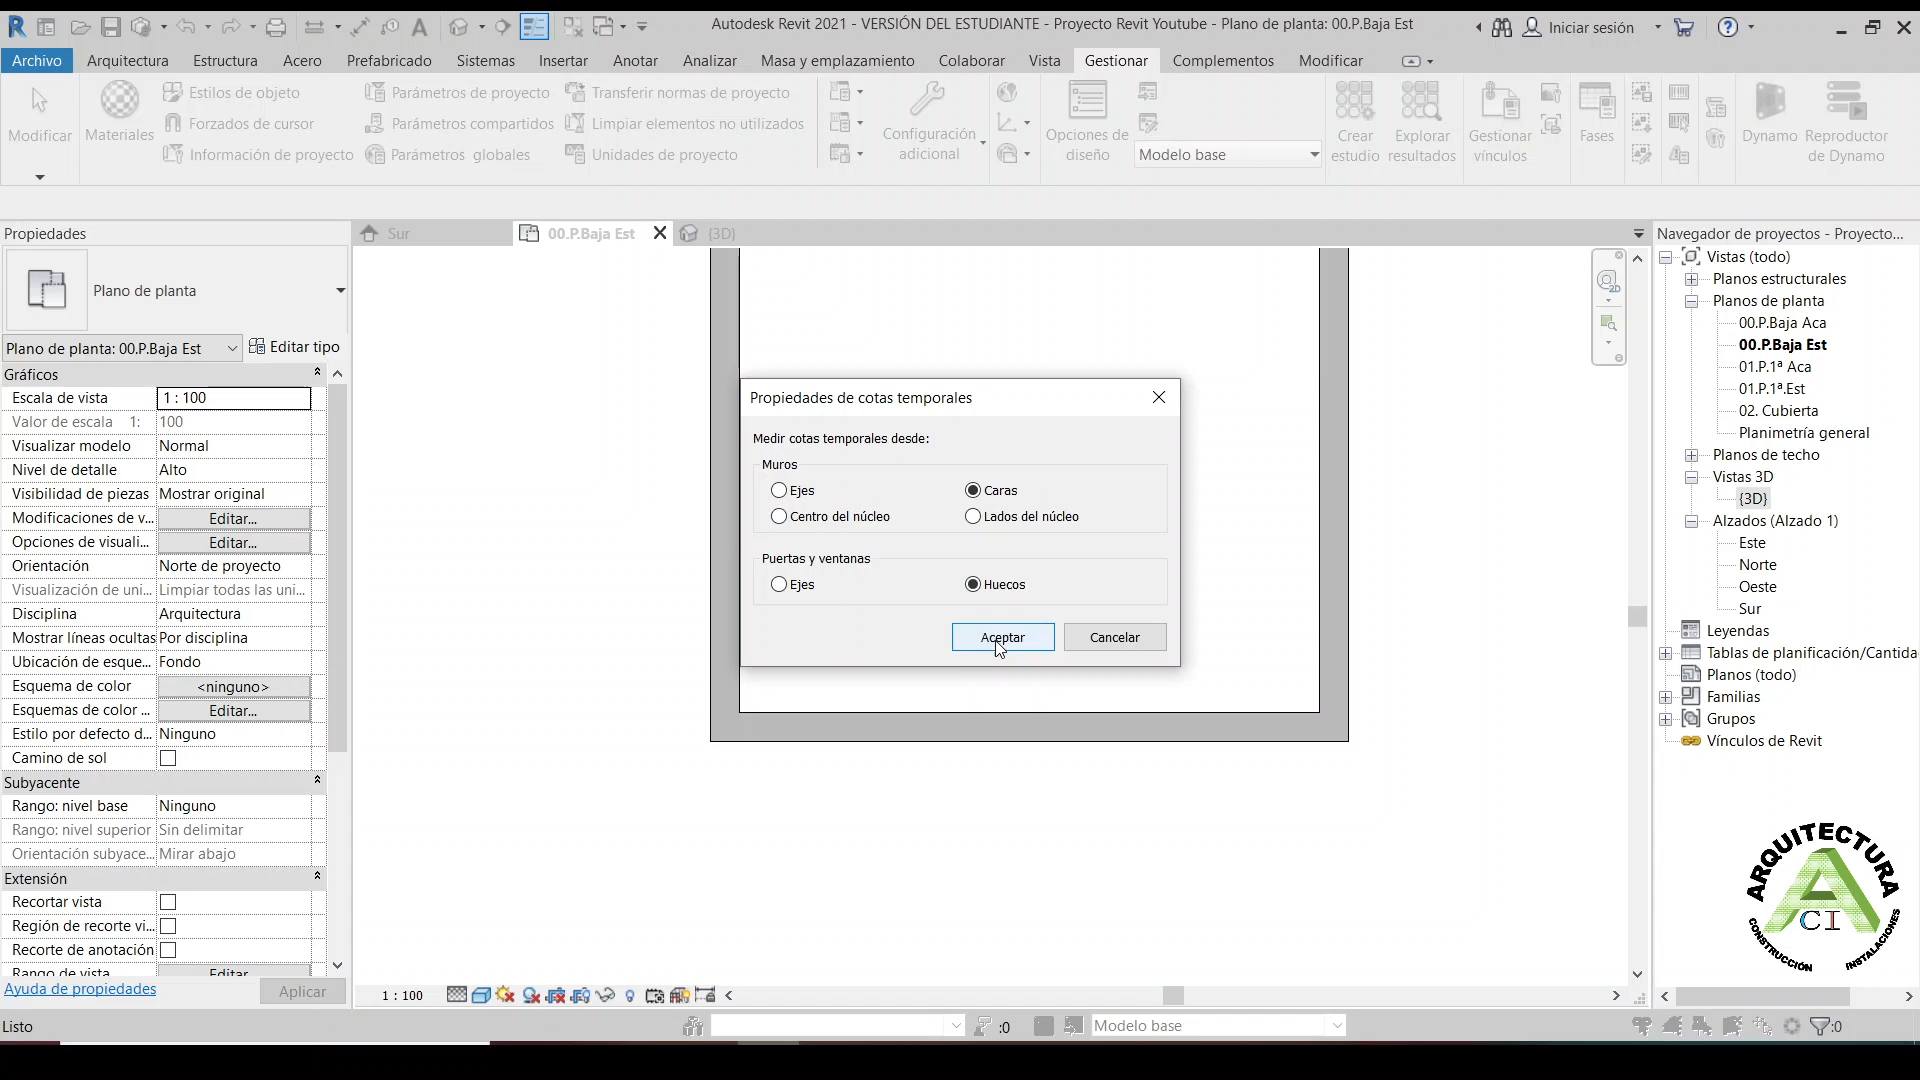 Autodesk Revit 2021 - VERSIÓN DEL ESTUDIANTE - Proyecto Revit Youtube - Plano de planta: 00.P.Baja Est
Iniciar sesión
Archivo Arquitectura Estructura Acero Prefabricado Sistemas Insertar Anotar Analizar Masa y emplazamiento Colaborar Vista Gestionar Complementos Modificar
Modificar
Materiales
Estilos de objeto
Forzados de cursor
Información de proyecto
Parámetros de proyecto
Parámetros compartidos
Parámetros globales
Transferir normas de proyecto
Limpiar elementos no utilizados
Unidades de proyecto
Configuración
adicional
Opciones de
diseño
Modelo base
Crear
estudio
Explorar
resultados
Gestionar
vínculos
Fases
Dynamo
Reproductor
de Dynamo
Propiedades
Sur
00.P.Baja Est
{3D}
Plano de planta
Plano de planta: 00.P.Baja Est
Editar tipo
Gráficos
Escala de vista 1 : 100
Valor de escala 1: 100
Visualizar modelo Normal
Nivel de detalle Alto
Visibilidad de piezas Mostrar original
Modificaciones de v... Editar...
Opciones de visuali... Editar...
Orientación Norte de proyecto
Visualización de uni... Limpiar todas las uni...
Disciplina Arquitectura
Mostrar líneas ocultas Por disciplina
Ubicación de esque... Fondo
Esquema de color <ninguno>
Esquemas de color ... Editar...
Estilo por defecto d... Ninguno
Camino de sol
Subyacente
Rango: nivel base Ninguno
Rango: nivel superior Sin delimitar
Orientación subyace... Mirar abajo
Extensión
Recortar vista
Región de recorte vi...
Recorte de anotación
Rango de vista Editar
Ayuda de propiedades
Aplicar
Propiedades de cotas temporales
Medir cotas temporales desde:
Muros
Ejes Caras
Centro del núcleo Lados del núcleo
Puertas y ventanas
Ejes Huecos
Aceptar Cancelar
2D
Navegador de proyectos - Proyecto...
Vistas (todo)
Planos estructurales
Planos de planta
00.P.Baja Aca
00.P.Baja Est
01.P.1ª Aca
01.P.1ª.Est
02. Cubierta
Planimetría general
Planos de techo
Vistas 3D
{3D}
Alzados (Alzado 1)
Este
Norte
Oeste
Sur
Leyendas
Tablas de planificación/Cantida
Planos (todo)
Familias
Grupos
Vínculos de Revit
ARQUITECTURA
CI
CONSTRUCCIÓN
INSTALACIONES
1 : 100
Listo
:0
Modelo base
:0